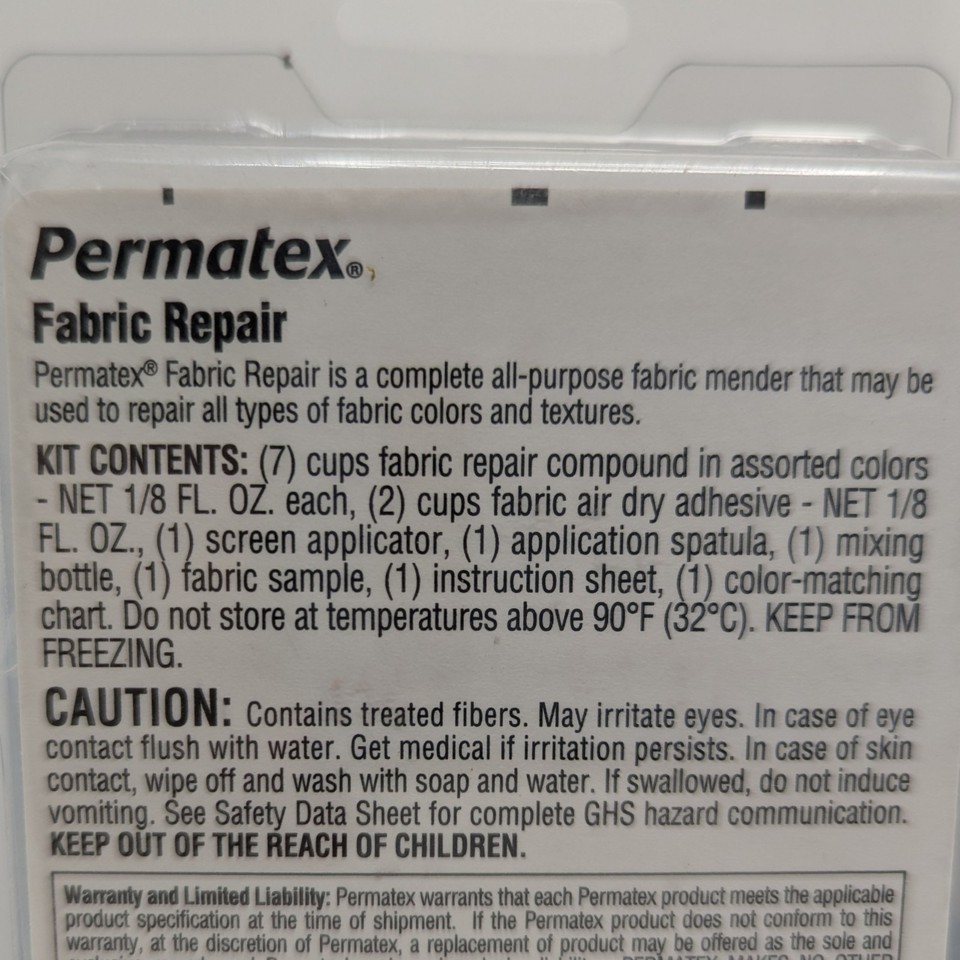 Permatex®
Fabric Repair
Permatex® Fabric Repair is a complete all-purpose fabric mender that may be
used to repair all types of fabric colors and textures.
KIT CONTENTS: (7) cups fabric repair compound in assorted colors
- NET 1/8 FL. OZ. each, (2) cups fabric air dry adhesive - NET 1/8
FL. OZ., (1) screen applicator, (1) application spatula, (1) mixing
bottle, (1) fabric sample, (1) instruction sheet, (1) color-matching
chart. Do not store at temperatures above 90°F (32°C). KEEP FROM
FREEZING.
CAUTION: Contains treated fibers. May irritate eyes. In case of eye
contact flush with water. Get medical if irritation persists. In case of skin
contact, wipe off and wash with soap and water. If swallowed, do not induce
vomiting. See Safety Data Sheet for complete GHS hazard communication.
KEEP OUT OF THE REACH OF CHILDREN.
Warranty and Limited Liability: Permatex warrants that each Permatex product meets the applicable
product specification at the time of shipment. If the Permatex product does not conform to this
warranty, at the discretion of Permatex, a replacement of product may be offered as the sole and
PERMATEX MAKES NO OTHER